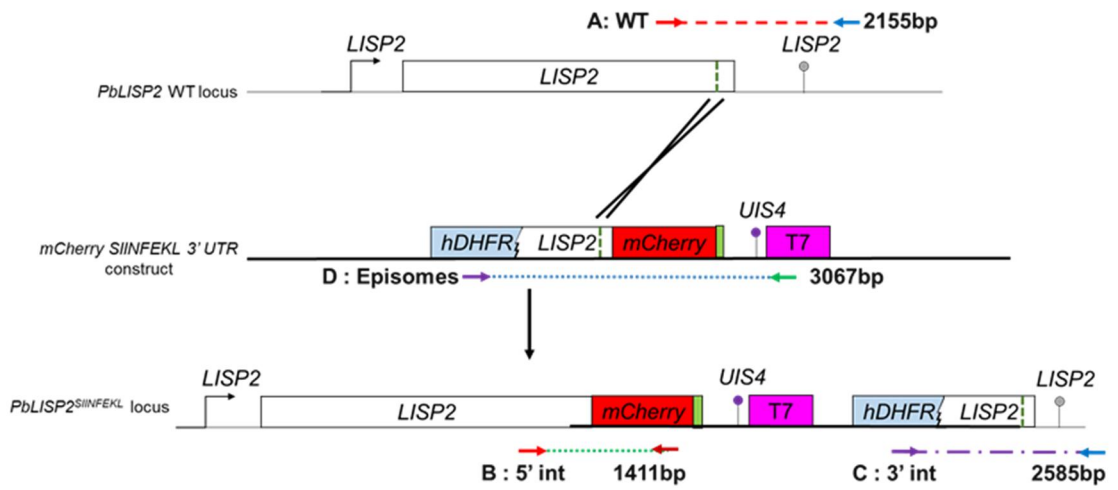 A: WT 2155bp
LISP2 LISP2
LISP2
PbLISP2 WT locus
UIS4
mCherry SIINFEKL 3' UTR
construct
hDHFR LISP2 mCherry T7
D : Episomes 3067bp
LISP2 UIS4 LISP2
PbLISP2SIINFEKL locus
LISP2 mCherry T7 hDHFR LISP2
B : 5' int 1411bp C : 3' int 2585bp